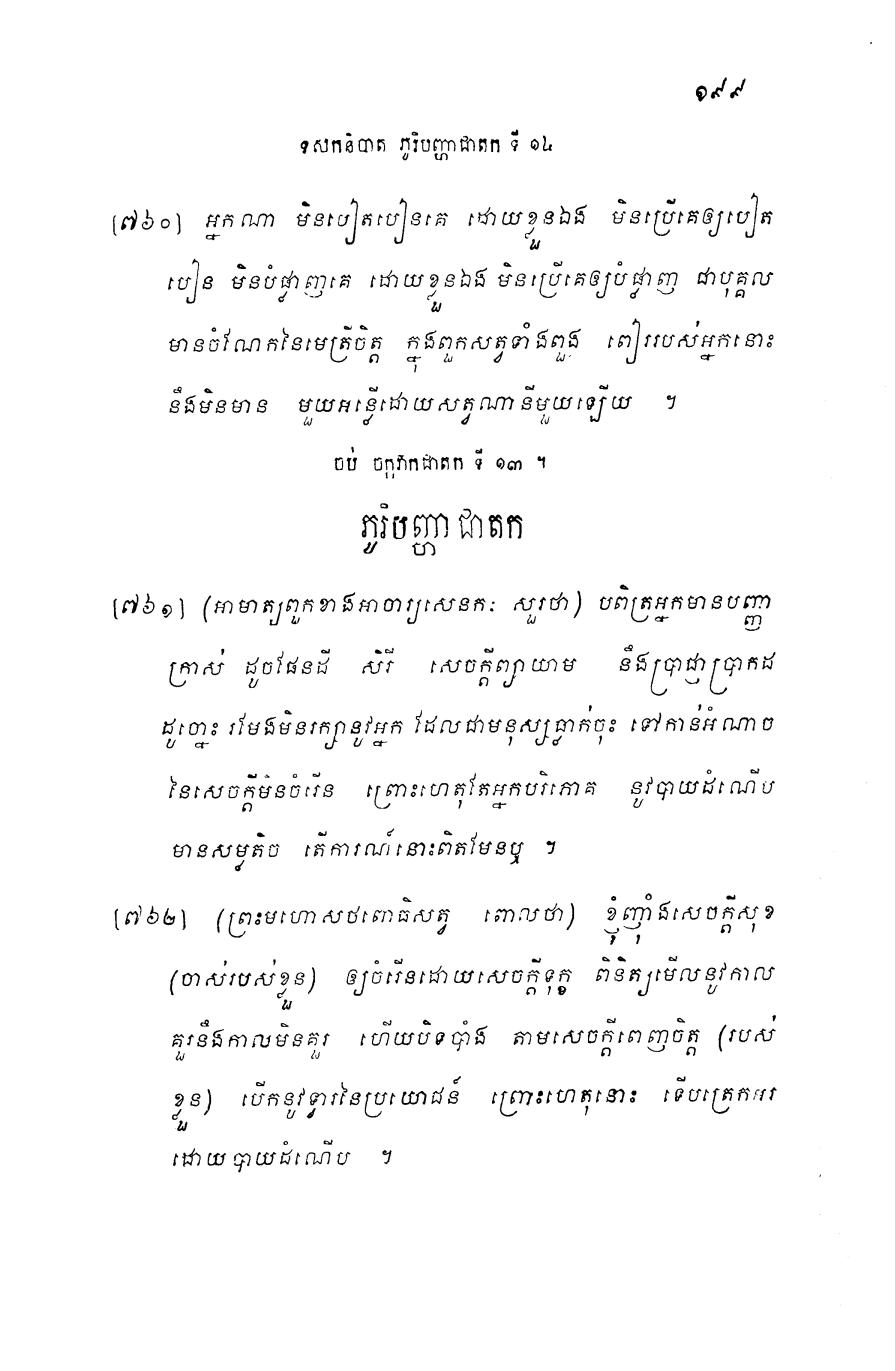 ១៩៩
ទសកនិបាត ភូរិបញ្ហាជាតក ទី ១៤
[៧៦០] អ្នកណា មិនបៀតបៀនគេ ដោយខ្លួនឯង មិនប្រើគេឲ្យបៀត
បៀន មិនបំផ្លាញគេ ដោយខ្លួនឯង មិនប្រើគេឲ្យបំផ្លាញ ជាបុគ្គល
មានចំណែកនៃមេត្រីចិត្ត ក្នុងពួកសត្វទាំងពួង ពៀររបស់អ្នកនោះ
នឹងមិនមាន មួយអន្លើដោយសត្វណានីមួយឡើយ ។
ចប់ ចក្កវាកជាតក ទី ១៣ ។
ភូរិបញ្ហាជាតក
[៧៦១] (អាមាត្យពួកខាងអាចារ្យសេនកៈ សួរថា) បពិត្រអ្នកមានបញ្ញា
ក្រាស់ ដូចផែនដី សិរី សេចក្តីព្យាយាម នឹងប្រាជ្ញាប្រាកដ
ដូច្នោះ រមែងមិនរក្សានូវអ្នក ដែលជាមនុស្សធ្លាក់ចុះ ទៅកាន់អំណាច
នៃសេចក្តីមិនចំរើន ព្រោះហេតុតែអ្នកបរិភោគ នូវបាយដំណើប
មានសម្លតិច តើការណ៍នោះពិតមែនឬ ។
[៧៦២] (ព្រះមហោសថពោធិសត្វ ពោលថា) ខ្ញុំញ៉ាំងសេចក្តីសុខ
(ចាស់របស់ខ្លួន) ឲ្យចំរើនដោយសេចក្តីទុក្ខ ពិនិត្យមើលនូវកាល
គួរនឹងកាលមិនគួរ ហើយបិទបាំង តាមសេចក្តីពេញចិត្ត (របស់
ខ្លួន) បើកនូវទ្វារនៃប្រយោជន៍ ព្រោះហេតុនោះ ទើបត្រេកអរ
ដោយបាយដំណើប ។